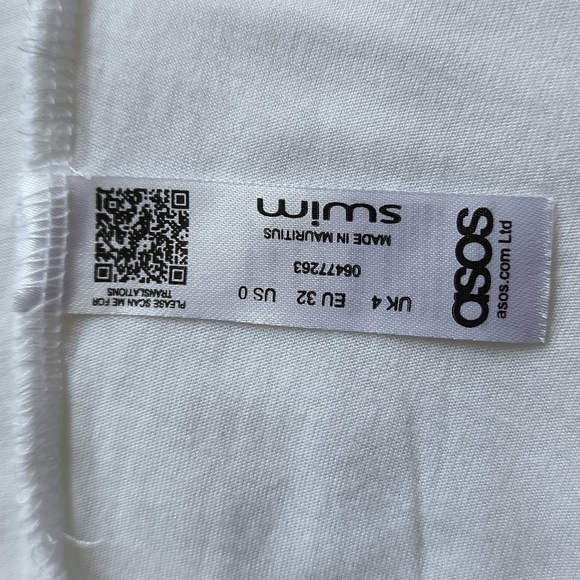 asos
asos.com Ltd
UK 4 EU 32 US 0
06477263
MADE IN MAURITIUS
swim
PLEASE SCAN ME FOR
TRANSLATIONS